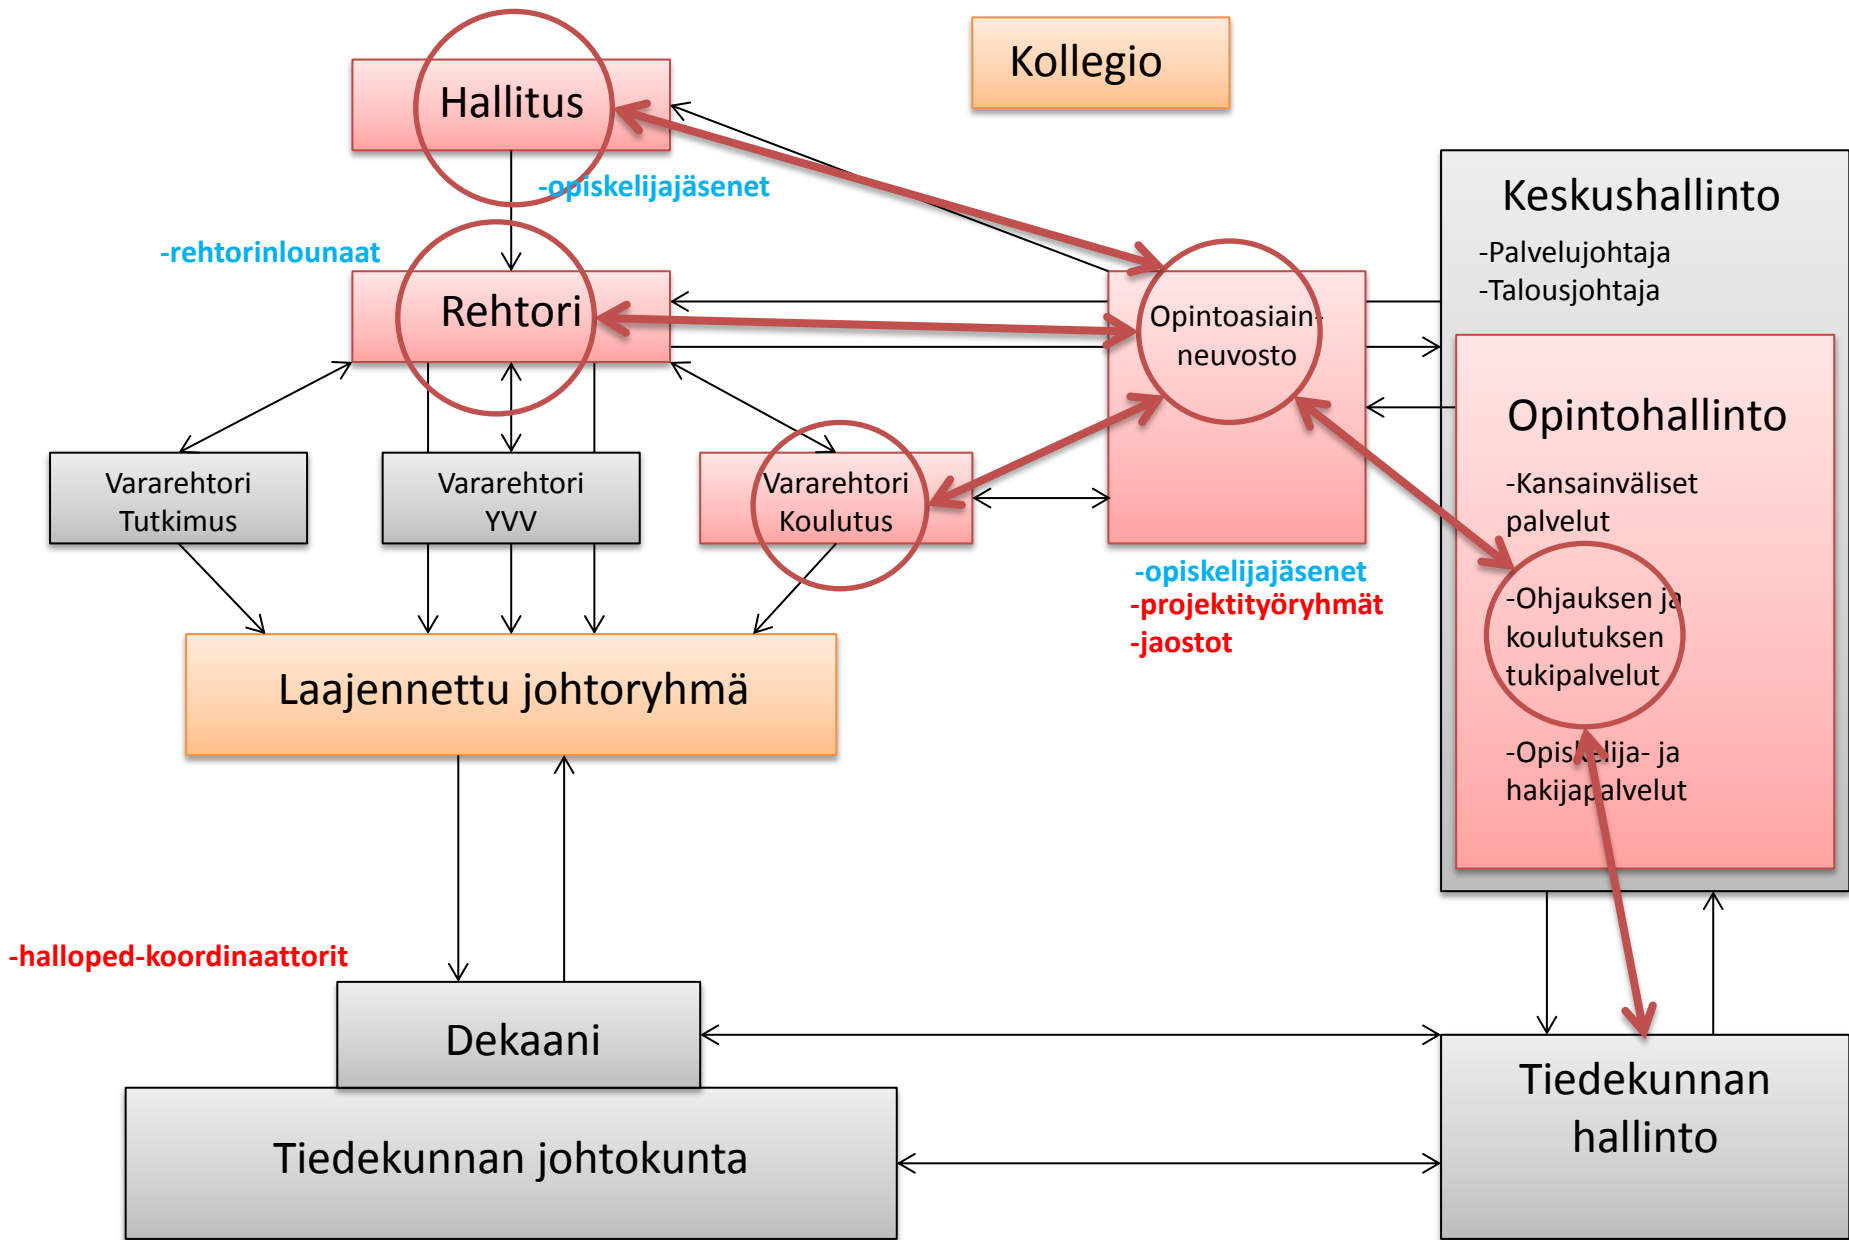 Hallitus
Kollegio
-opiskelijajäsenet
-rehtorinlounaat
Rehtori
Opintoasiain-
neuvosto
Keskushallinto
-Palvelujohtaja
-Talousjohtaja
Opintohallinto
-Kansainväliset
palvelut
-Ohjauksen ja
koulutuksen
tukipalvelut
-Opiskelija- ja
hakijapalvelut
Vararehtori
Tutkimus
Vararehtori
YVV
Vararehtori
Koulutus
-opiskelijajäsenet
-projektityöryhmät
-jaostot
Laajennettu johtoryhmä
-halloped-koordinaattorit
Dekaani
Tiedekunnan johtokunta
Tiedekunnan
hallinto